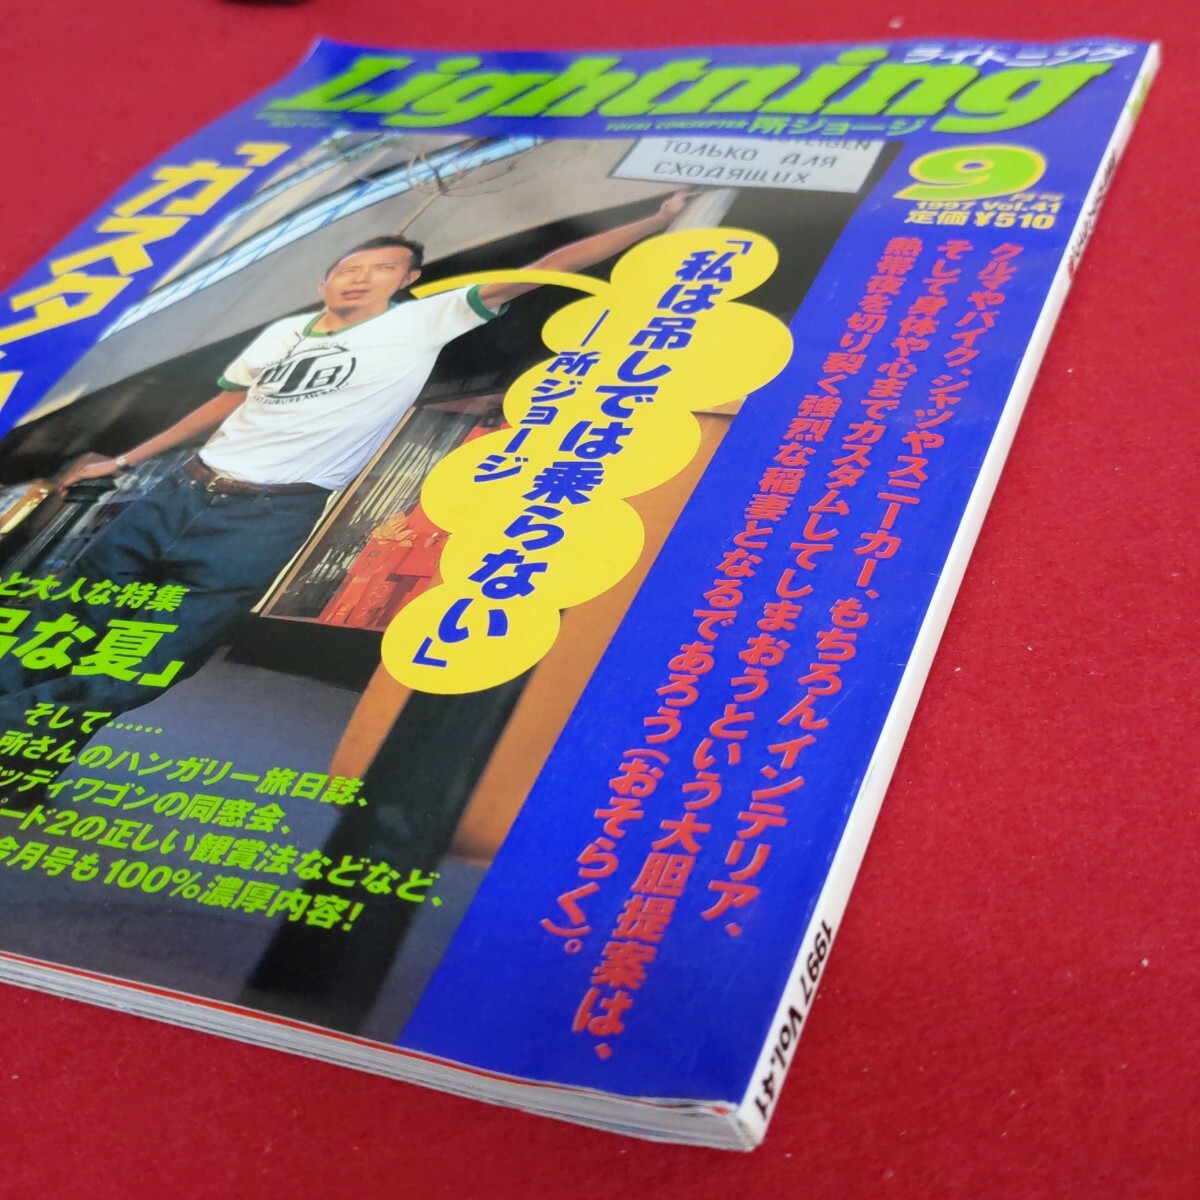 Lightning
ライトニング
TOTAL CONCEPTER 所ジョージ
9
1997 Vol.41
定価¥510
STEIGEN
ТОЛЬКО ДЛЯ
СХОДЯЩИХ
「カスタム
「私は吊しでは乗らない」
―所ジョージ
クルマやバイク、シャツやスニーカー、もちろんインテリア、
そして身体や心までカスタムしてしまおうという大胆提案は、
熱帯夜を切り裂く強烈な稲妻となるであろう(おそらく)。
と大人な特集
な夏」
そして……
所さんのハンガリー旅日誌、
ッディワゴンの同窓会、
ピード2の正しい観賞法などなど、
今月号も100%濃厚内容!
1997 Vol.41